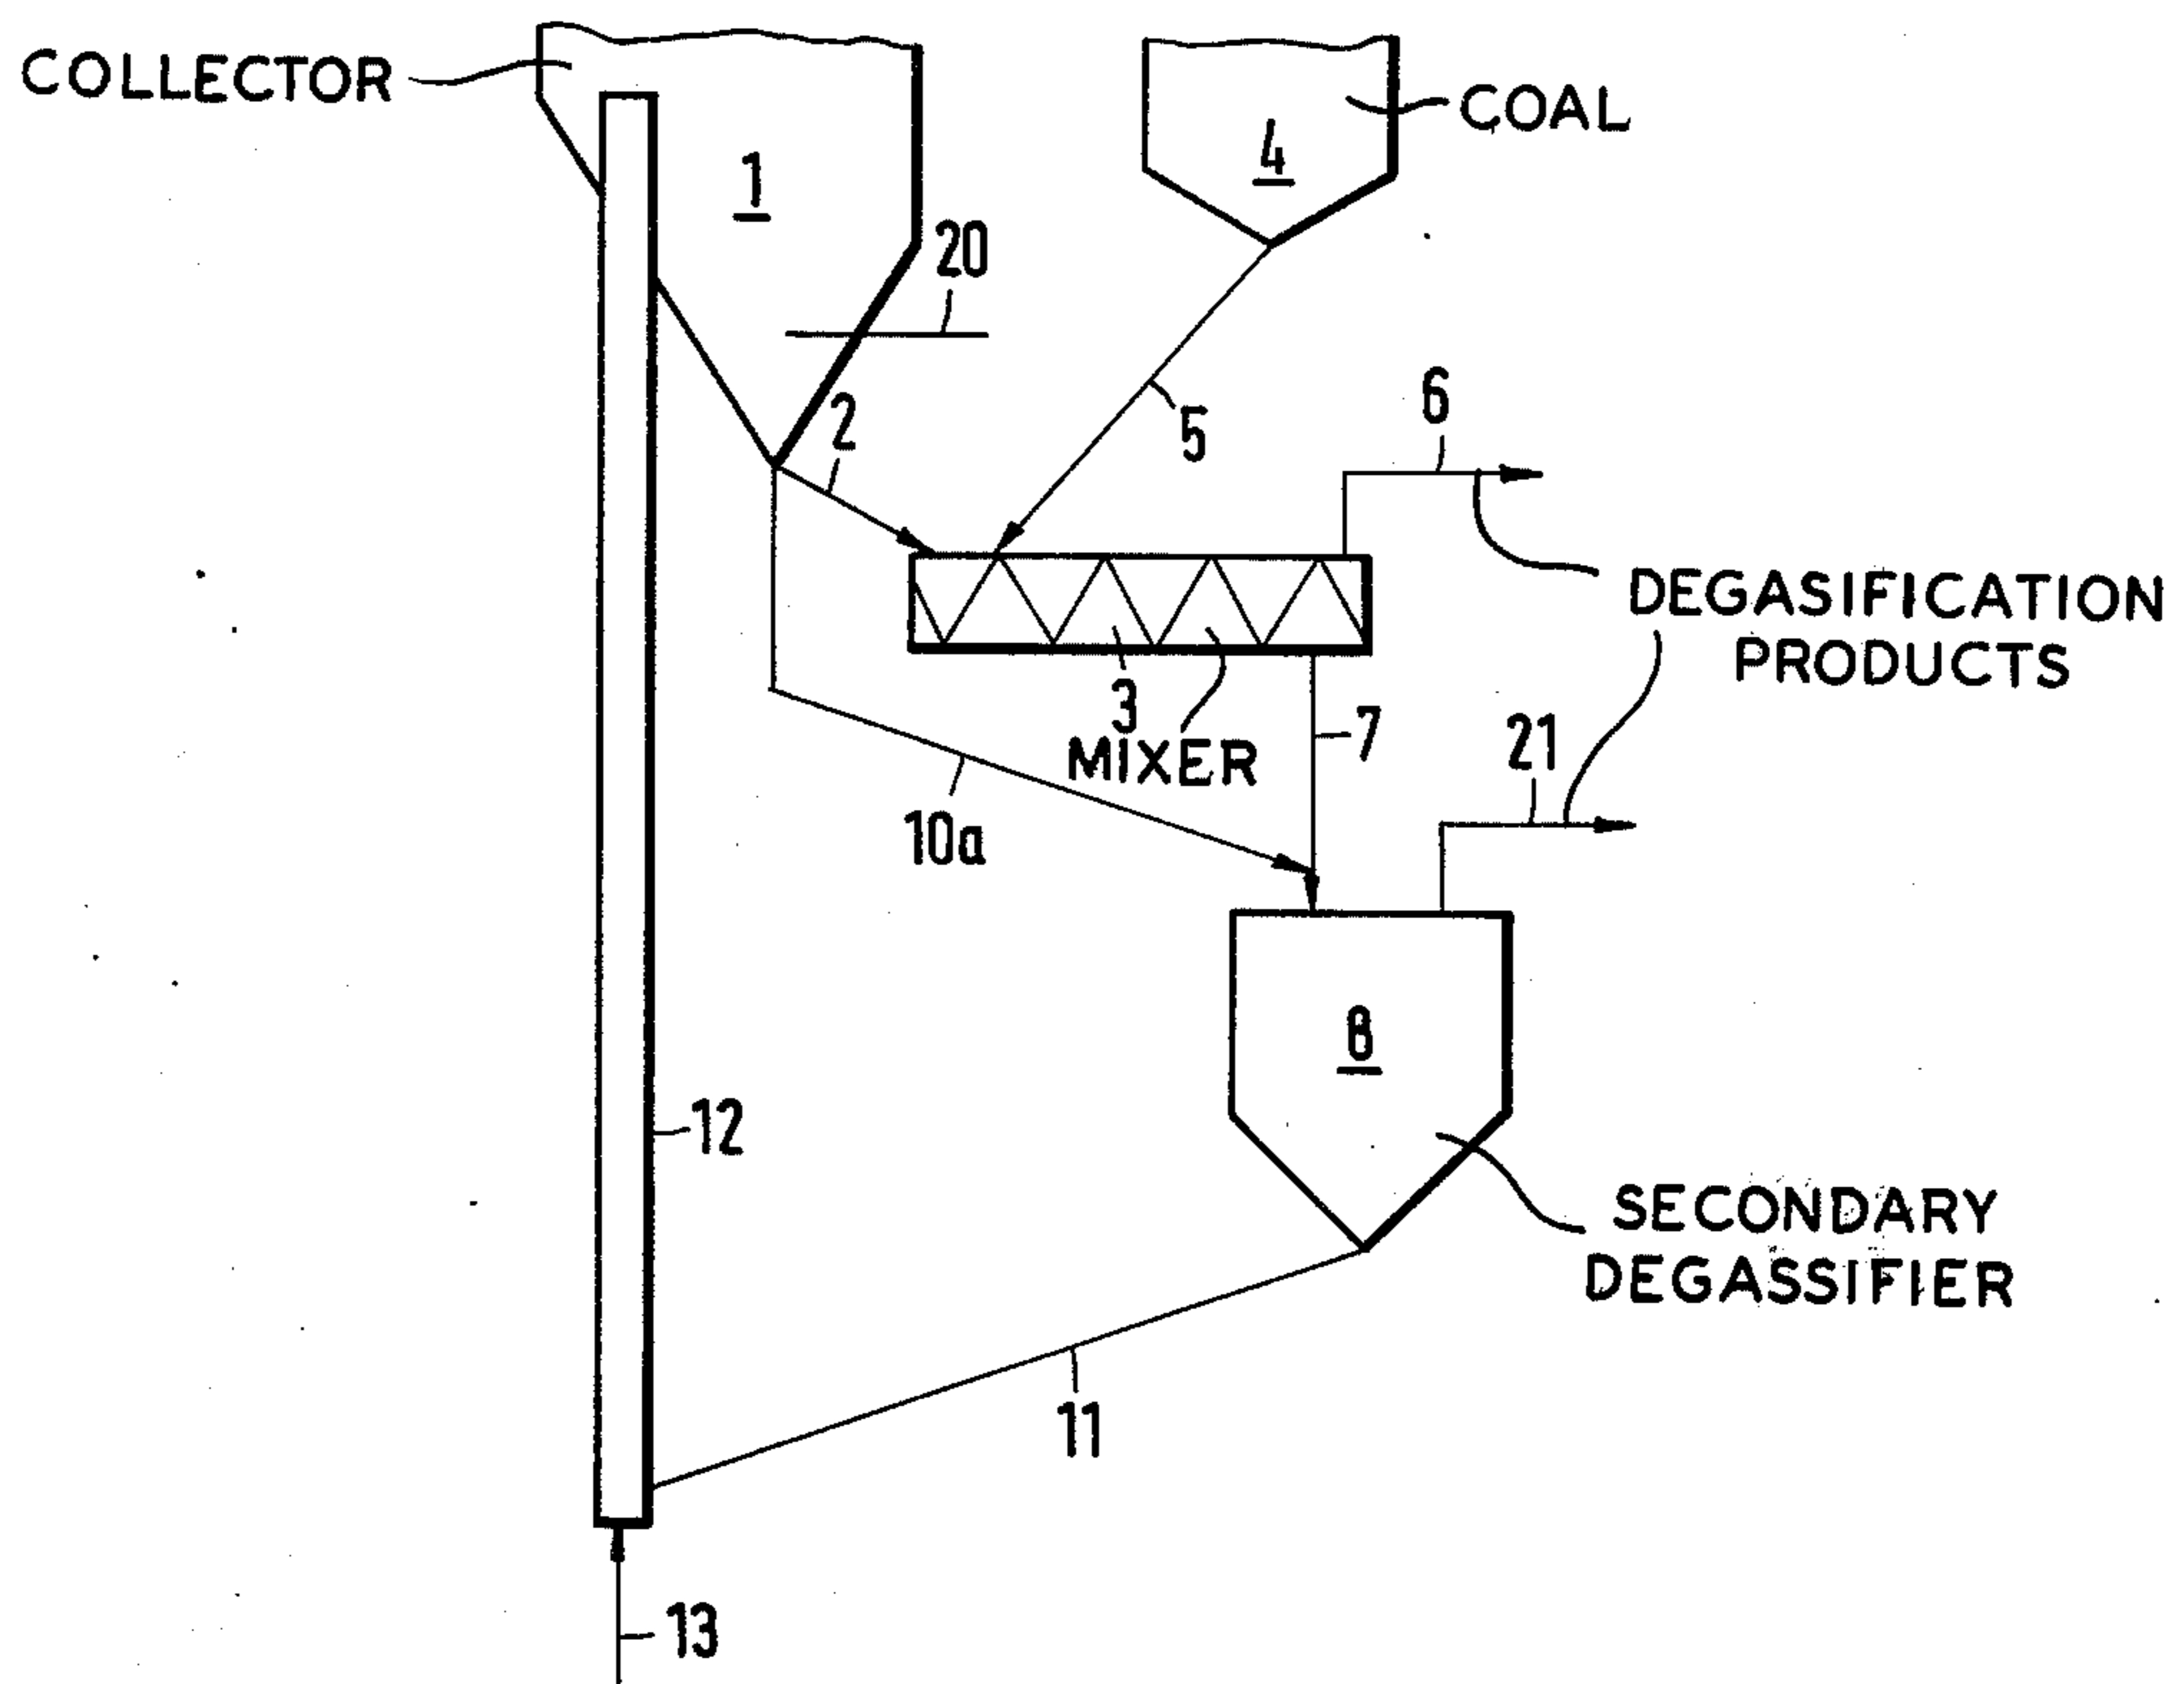 COLLECTOR
COAL
1
4
20
2
5
6
DEGASIFICATION
PRODUCTS
3
MIXER
7
21
10a
8
12
SECONDARY
DEGASSIFIER
11
13